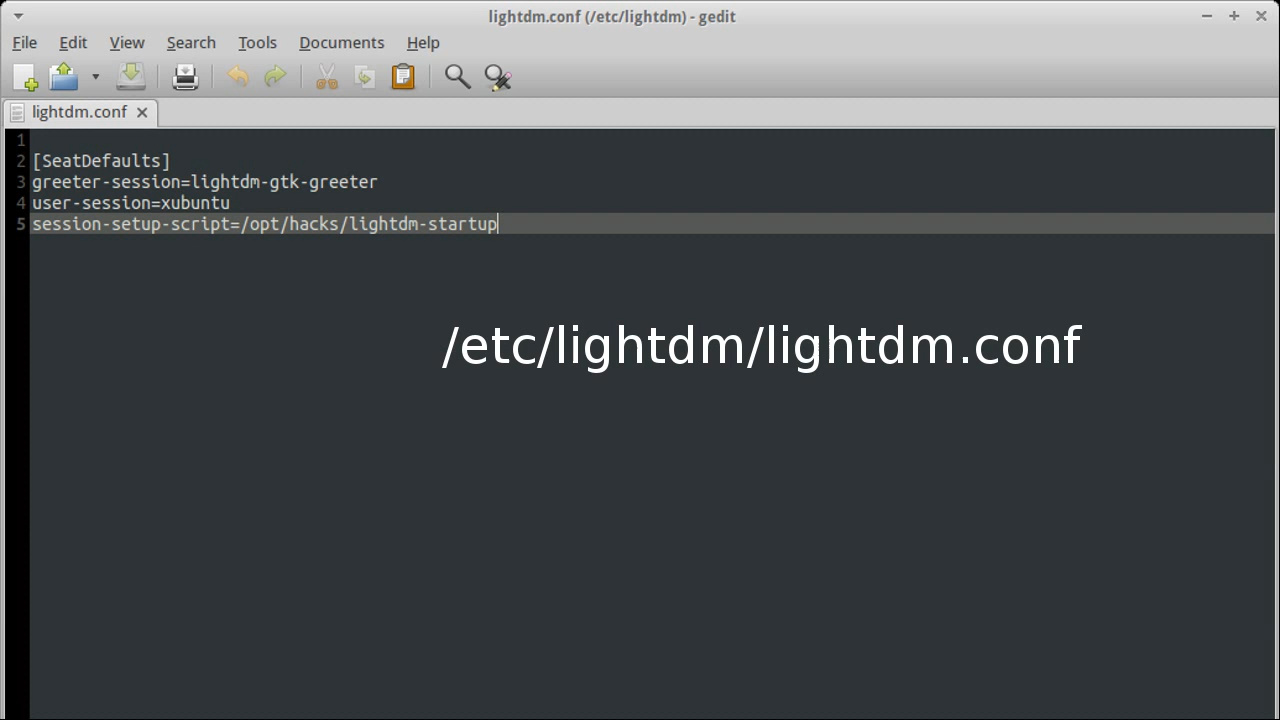 lightdm.conf (/etc/lightdm) - gedit
File Edit View Search Tools Documents Help
lightdm.conf
1
2 [SeatDefaults]
3 greeter-session=lightdm-gtk-greeter
4 user-session=xubuntu
5 session-setup-script=/opt/hacks/lightdm-startup
/etc/lightdm/lightdm.conf